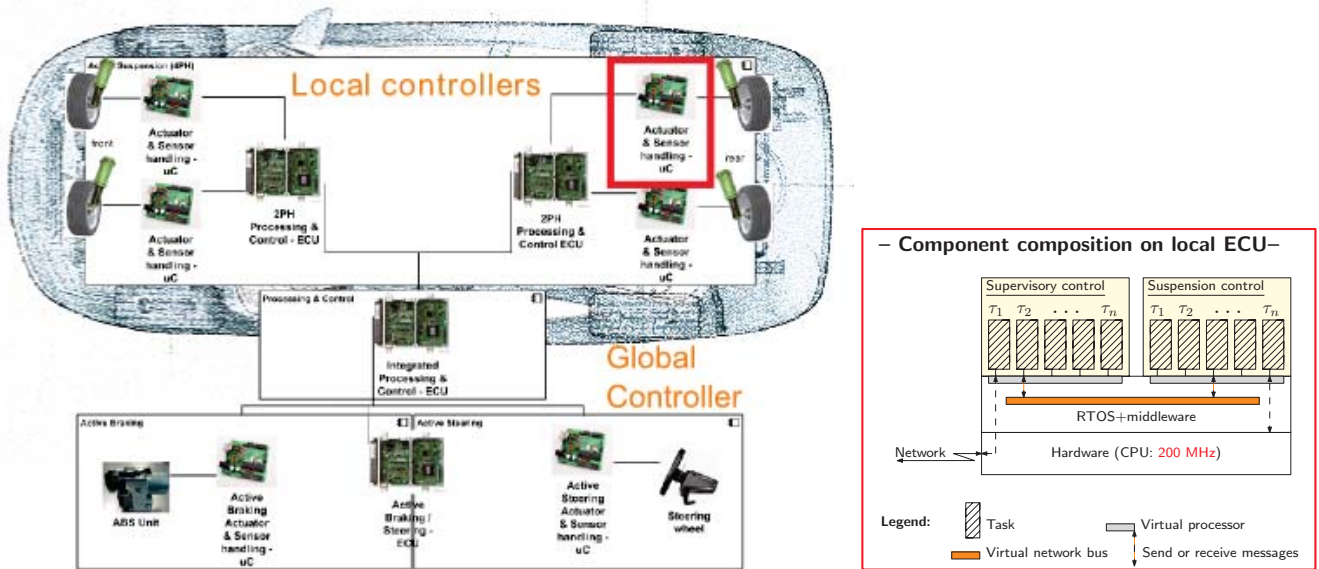 Active Suspension (4PH)
Local controllers
Actuator
& Sensor
handling -
uC
front
2PH
Processing &
Control - ECU
Actuator
& Sensor
handling -
uC
Actuator
& Sensor
handling -
uC
rear
2PH
Processing &
Control ECU
Actuator
& Sensor
handling -
uC
Processing & Control
Integrated
Processing &
Control - ECU
Global
Controller
Active Braking
Active Steering
ABS Unit
Active
Braking
Actuator
& Sensor
handling -
uC
Active
Braking /
Steering -
ECU
Active
Steering
Actuator
& Sensor
handling -
uC
Steering
wheel
– Component composition on local ECU–
Supervisory control
τ1 τ2 . . . τn
Suspension control
τ1 τ2 . . . τn
RTOS+middleware
Network
Hardware (CPU: 200 MHz)
Legend:
Task
Virtual processor
Virtual network bus
Send or receive messages